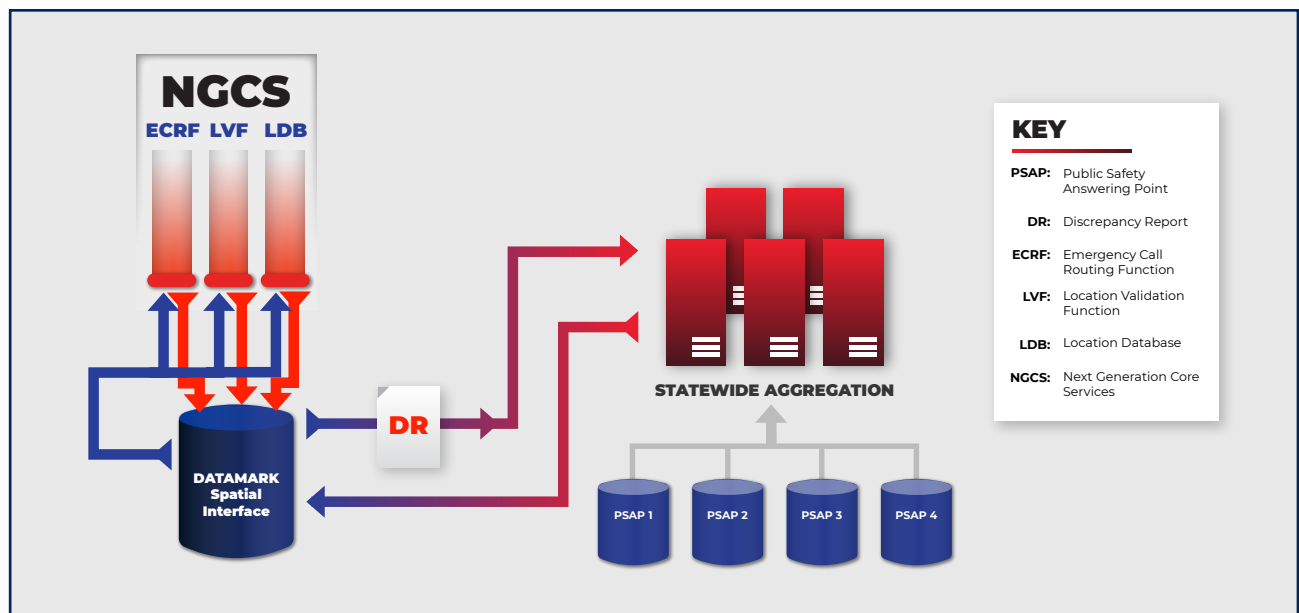 NGCS
ECRF LVF LDB
DATAMARK
Spatial
Interface
DR
STATEWIDE AGGREGATION
PSAP 1
PSAP 2
PSAP 3
PSAP 4
KEY
PSAP: Public Safety
Answering Point
DR: Discrepancy Report
ECRF: Emergency Call
Routing Function
LVF: Location Validation
Function
LDB: Location Database
NGCS: Next Generation Core
Services